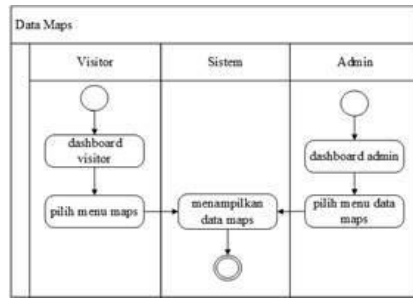 Data Maps
Visitor
Sistem
Admin
dashboard
visitor
dashboard admin
pilih menu maps
menampilkan
data maps
pilih menu data
maps